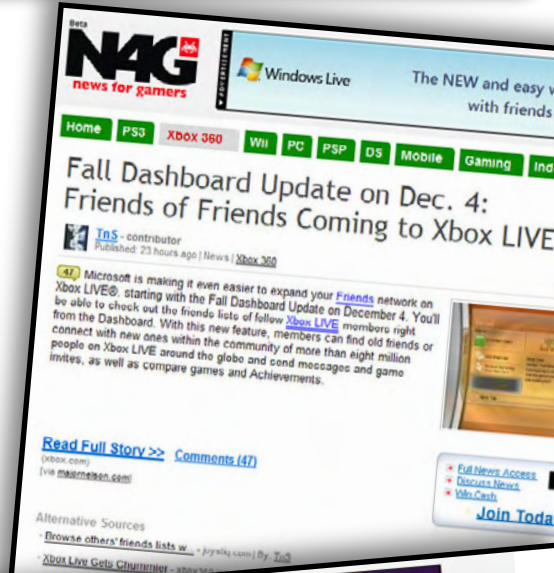 Beta
N4G
news for gamers
ADVERTISEMENT
Windows Live
The NEW and easy
with friends
Home PS3 Xbox 360 Wii PC PSP DS Mobile Gaming Ind
Fall Dashboard Update on Dec. 4:
Friends of Friends Coming to Xbox LIVE
TnS - contributor
Published: 23 hours ago | News | Xbox 360
47 Microsoft is making it even easier to expand your Friends network on
Xbox LIVE®, starting with the Fall Dashboard Update on December 4. You'll
be able to check out the friends lists of fellow Xbox LIVE members right
from the Dashboard. With this new feature, members can find old friends or
connect with new ones within the community of more than eight million
people on Xbox LIVE around the globe and send messages and game
invites, as well as compare games and Achievements.
Read Full Story >> Comments (47)
(xbox.com)
[via majornelson.com]
Full News Access
Discuss News
Win Cash
Join Toda
Alternative Sources
- Browse others' friends lists w... - joystiq.com | By: TnS
- Xbox Live Gets Chummier - xbox360